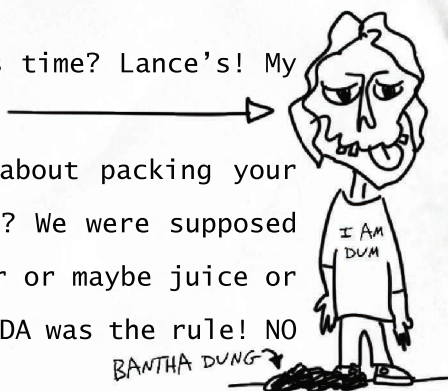 time? Lance's! My
about packing your
? We were supposed
or maybe juice or
DA was the rule! NO
I AM
DUM
BANTHA DUNG